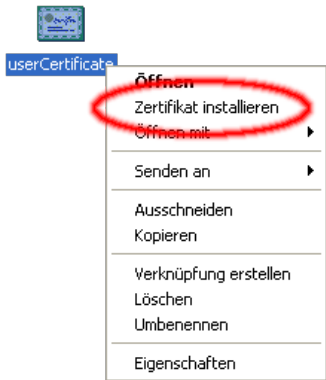 userCertificate
Öffnen
Zertifikat installieren
Öffnen mit
Senden an
Ausschneiden
Kopieren
Verknüpfung erstellen
Löschen
Umbenennen
Eigenschaften